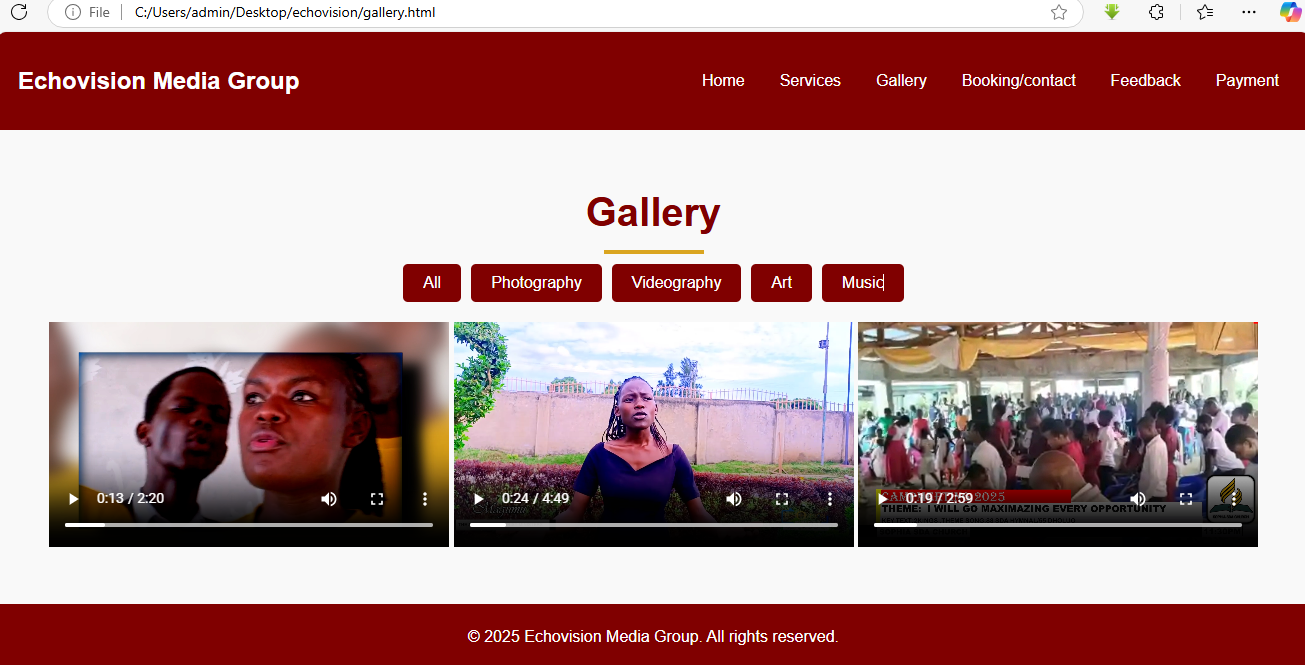 File
C:/Users/admin/Desktop/echovision/gallery.html
Echovision Media Group
Home
Services
Gallery
Booking/contact
Feedback
Payment
Gallery
All
Photography
Videography
Art
Music
0:13 / 2:20
0:24 / 4:49
0:19 / 2:59
2025
THEME: I WILL GO MAXIMAZING EVERY OPPORTUNITY
© 2025 Echovision Media Group. All rights reserved.